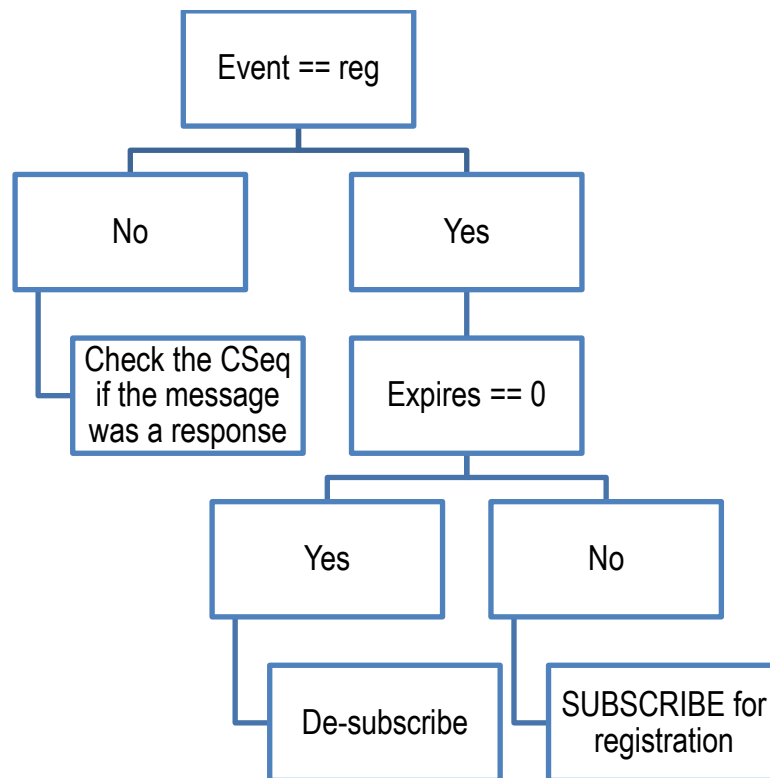 Event == reg
No
Yes
Check the CSeq
if the message
was a response
Expires == 0
Yes
No
De-subscribe
SUBSCRIBE for
registration